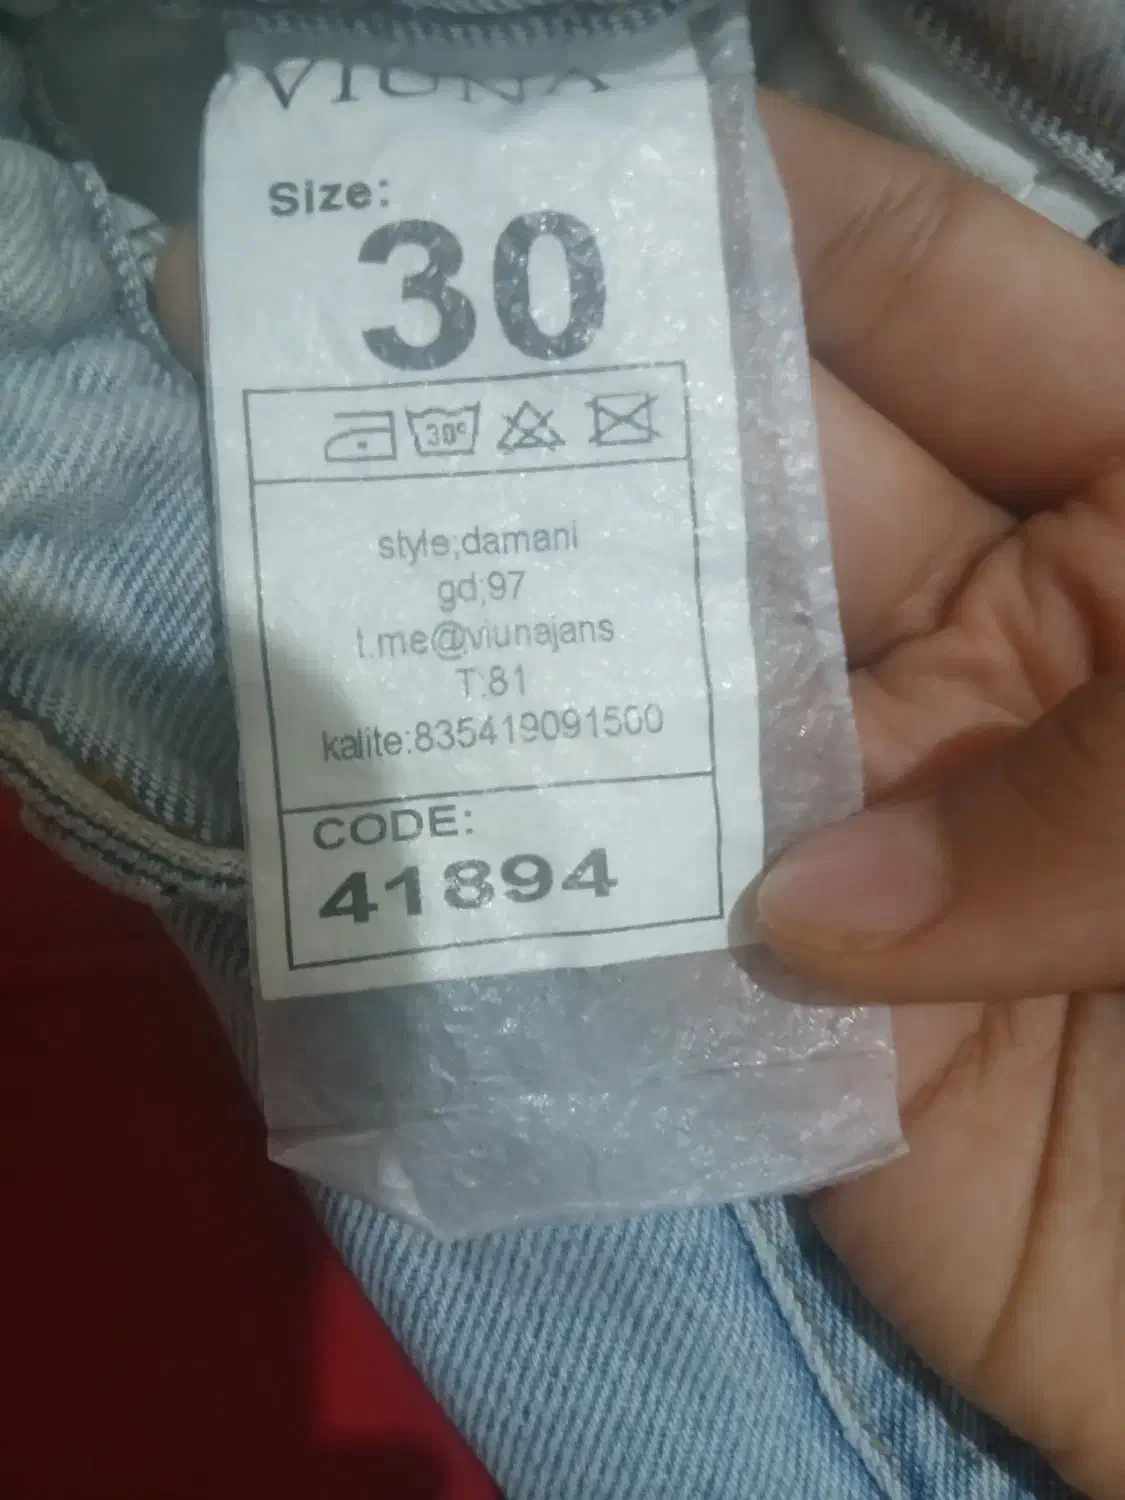 VIUNA
Size:
30
30°
style;damani
gd;97
t.me@viunajans
T:81
kalite:835419091500
CODE:
41894